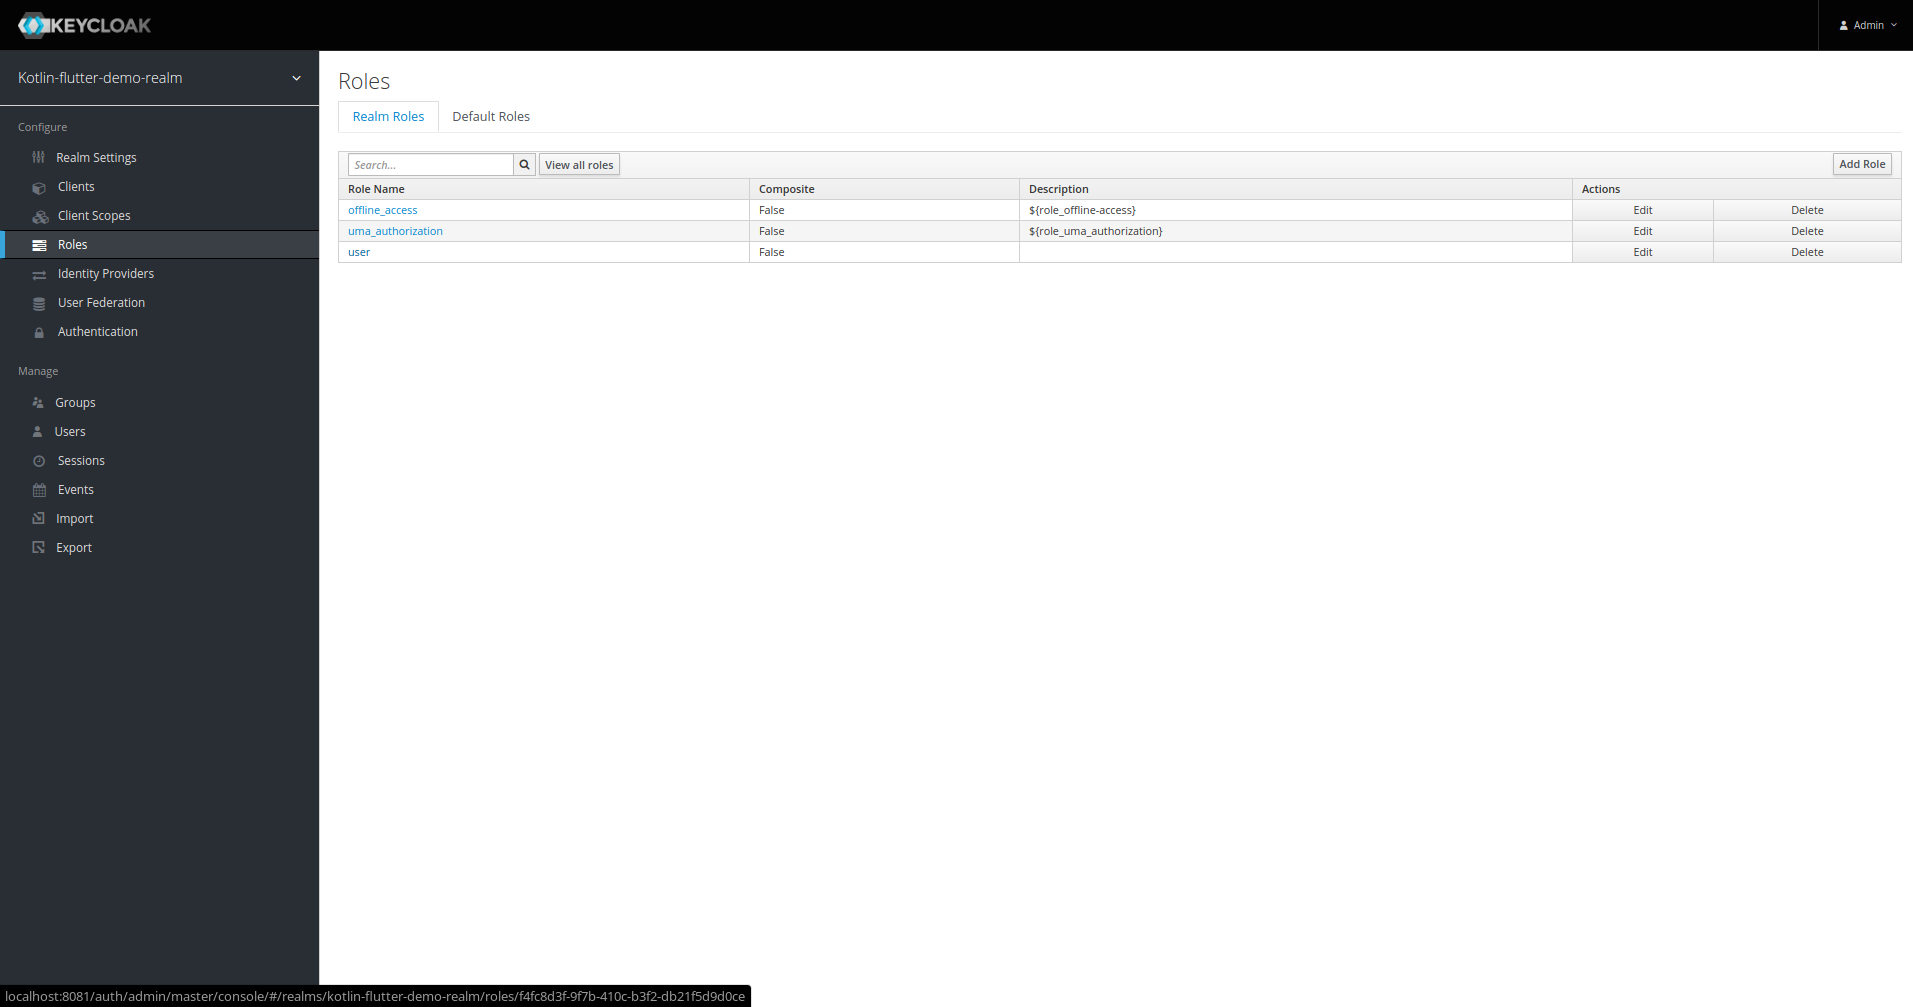 KEYCLOAK
Admin
Kotlin-flutter-demo-realm
Configure
Realm Settings
Clients
Client Scopes
Roles
Identity Providers
User Federation
Authentication
Manage
Groups
Users
Sessions
Events
Import
Export
Roles
Realm Roles Default Roles
Search... View all roles Add Role
Role Name Composite Description Actions
offline_access False ${role_offline-access} Edit Delete
uma_authorization False ${role_uma_authorization} Edit Delete
user False Edit Delete
localhost:8081/auth/admin/master/console/#/realms/kotlin-flutter-demo-realm/roles/f4fc8d3f-9f7b-410c-b3f2-db21f5d9d0ce